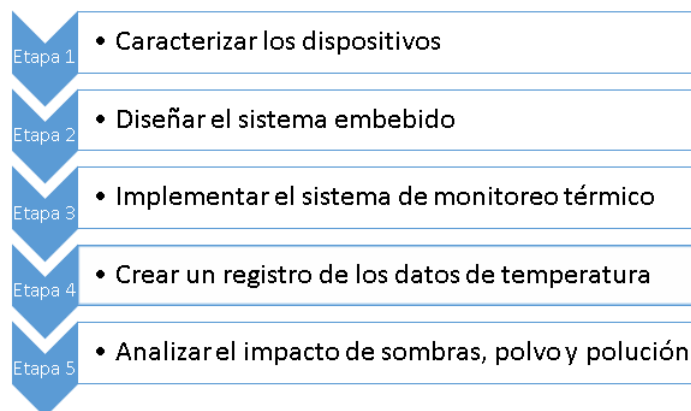 Etapa 1
• Caracterizar los dispositivos
Etapa 2
• Diseñar el sistema embebido
Etapa 3
• Implementar el sistema de monitoreo térmico
Etapa 4
• Crear un registro de los datos de temperatura
Etapa 5
• Analizar el impacto de sombras, polvo y polución